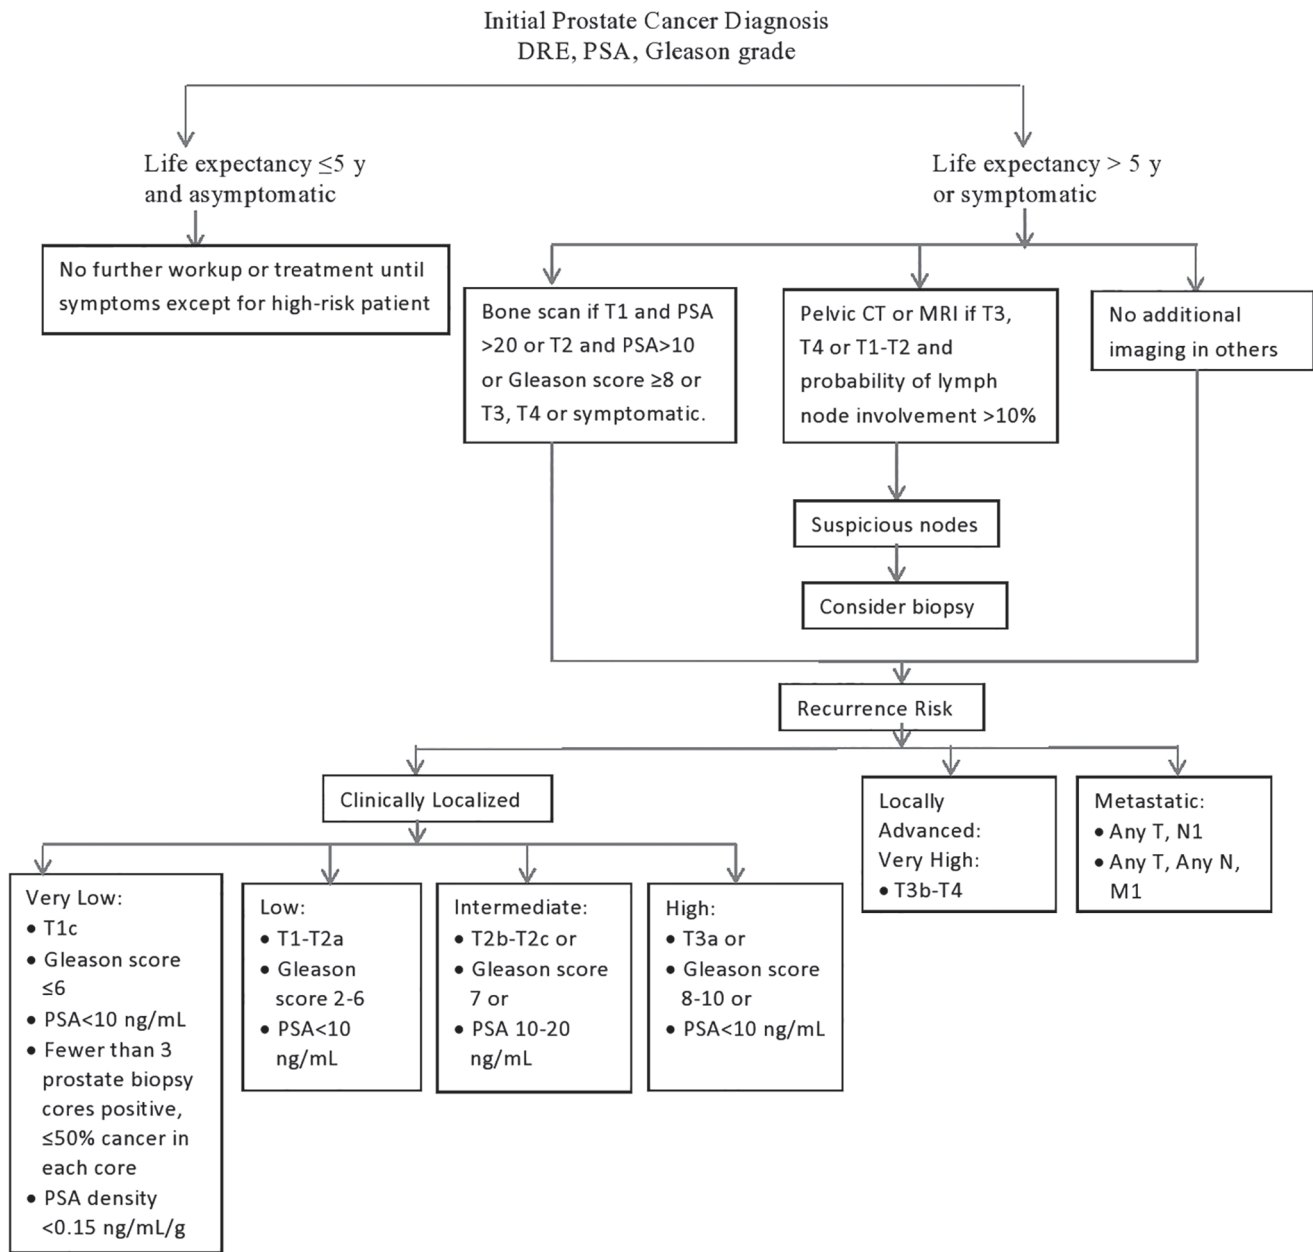 Initial Prostate Cancer Diagnosis
DRE, PSA, Gleason grade
Life expectancy ≤5 y
and asymptomatic
Life expectancy > 5 y
or symptomatic
No further workup or treatment until
symptoms except for high-risk patient
Bone scan if T1 and PSA
>20 or T2 and PSA>10
or Gleason score ≥8 or
T3, T4 or symptomatic.
Pelvic CT or MRI if T3,
T4 or T1-T2 and
probability of lymph
node involvement >10%
No additional
imaging in others
Suspicious nodes
Consider biopsy
Recurrence Risk
Clinically Localized
Locally
Advanced:
Very High:
• T3b-T4
Metastatic:
• Any T, N1
• Any T, Any N,
M1
Very Low:
• T1c
• Gleason score
≤6
• PSA<10 ng/mL
• Fewer than 3
prostate biopsy
cores positive,
≤50% cancer in
each core
• PSA density
<0.15 ng/mL/g
Low:
• T1-T2a
• Gleason
score 2-6
• PSA<10
ng/mL
Intermediate:
• T2b-T2c or
• Gleason score
7 or
• PSA 10-20
ng/mL
High:
• T3a or
• Gleason score
8-10 or
• PSA<10 ng/mL